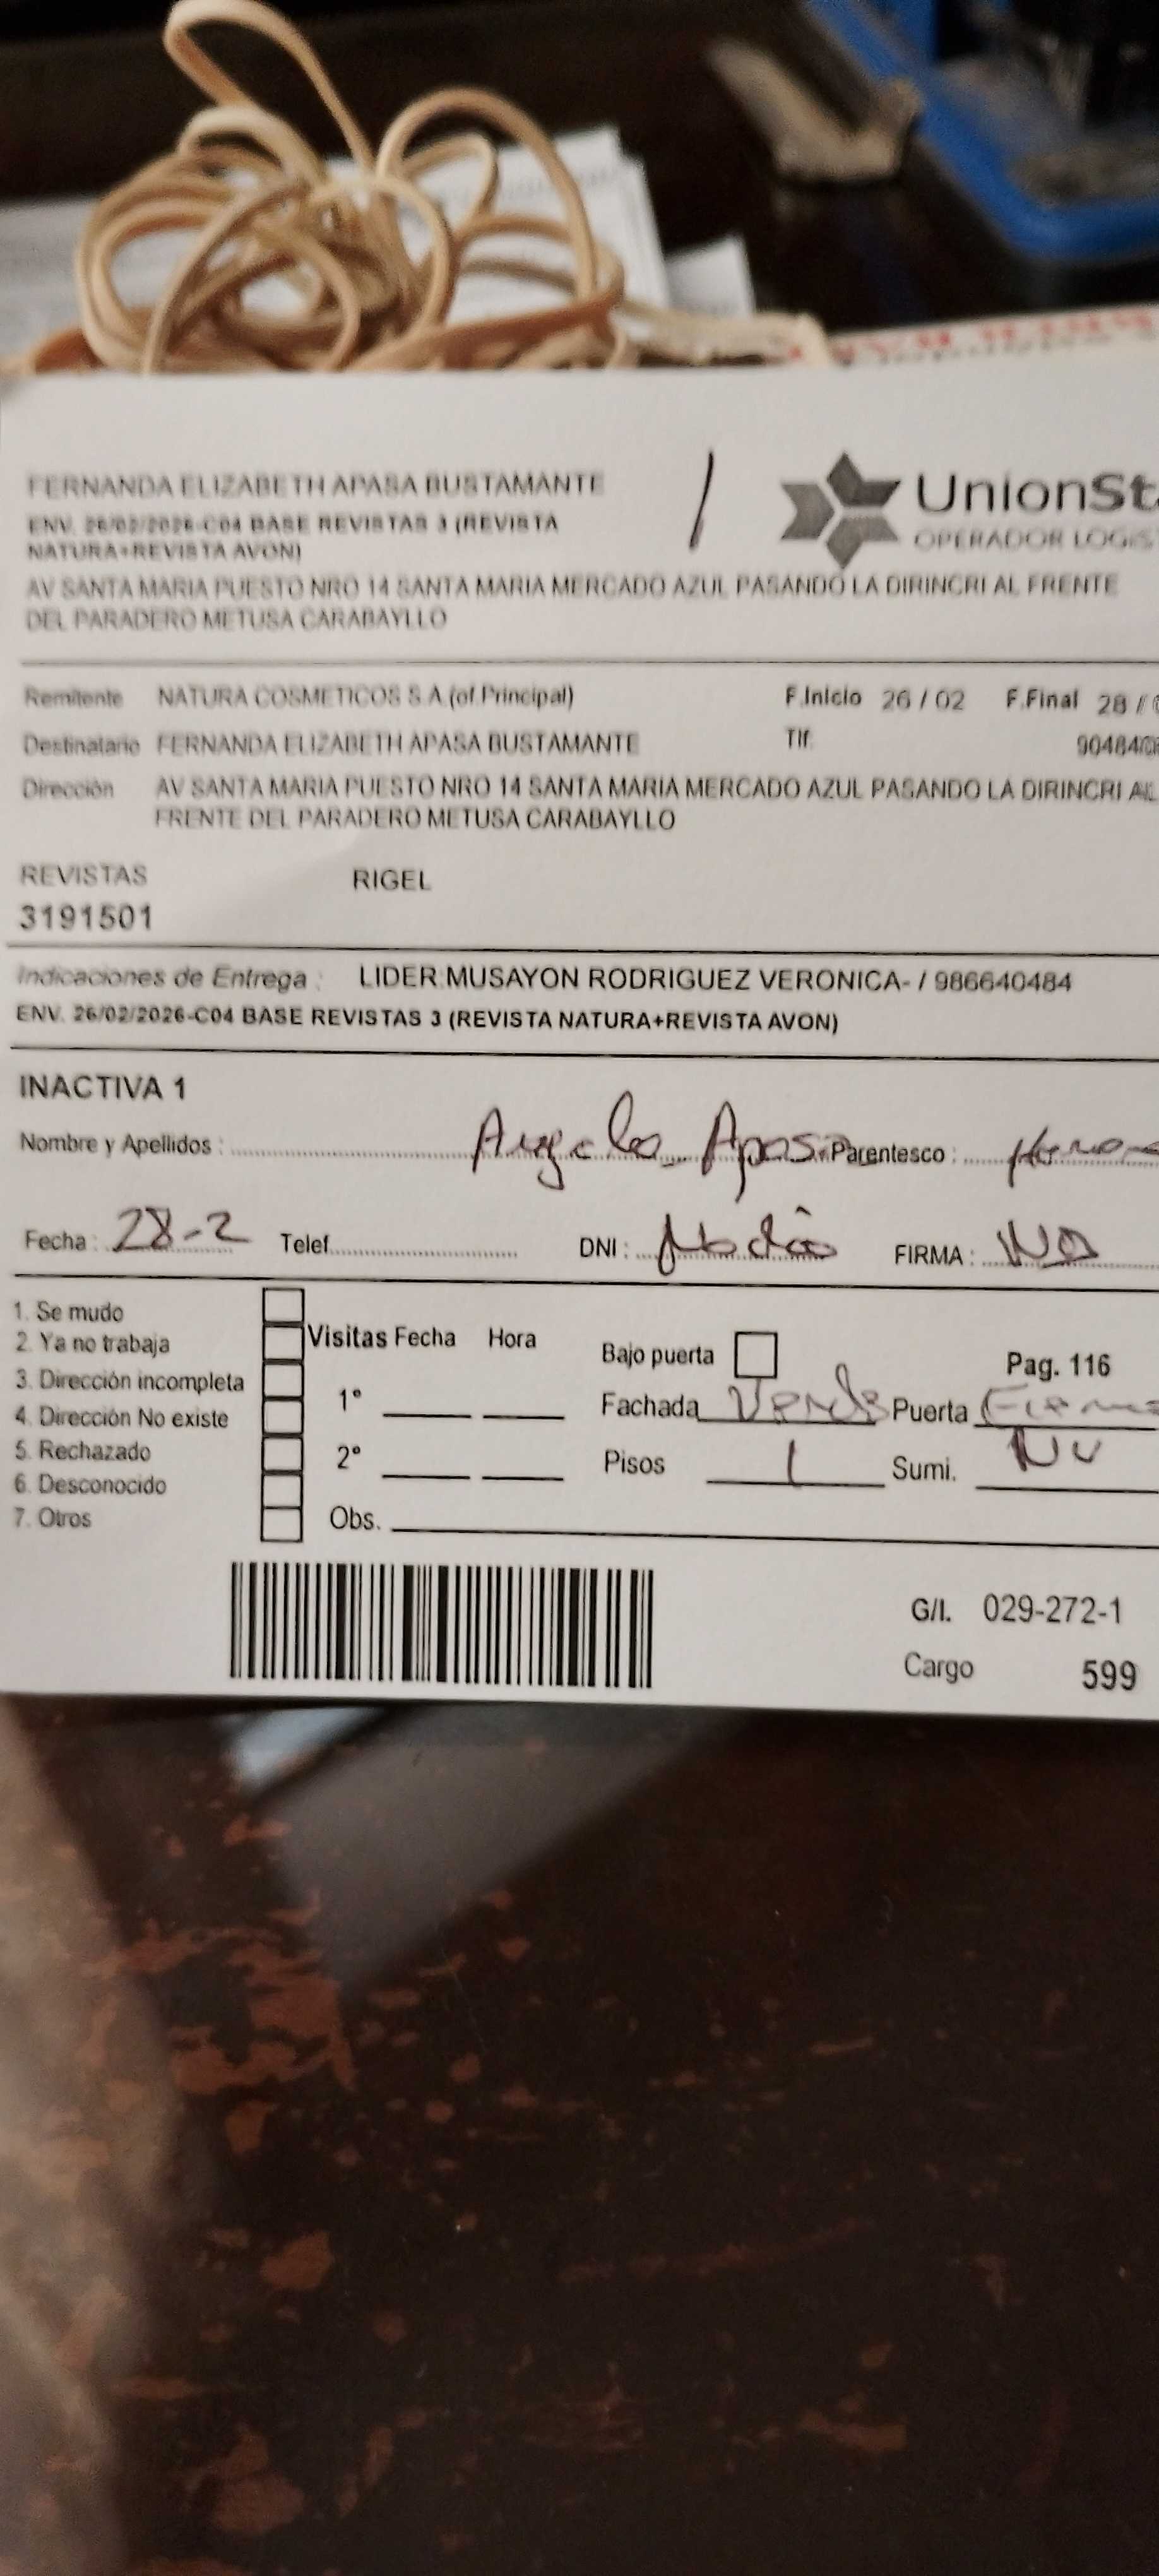 FERNANDA ELIZABETH APASA BUSTAMANTE
ENV. 26/02/2026-C04 BASE REVISTAS 3 (REVISTA
NATURA+REVISTA AVON)
UnionSt
OPERADOR LOGIS
AV SANTA MARIA PUESTO NRO 14 SANTA MARIA MERCADO AZUL PASANDO LA DIRINCRI AL FRENTE
DEL PARADERO METUSA CARABAYLLO
Remitente NATURA COSMETICOS S.A.(of.Principal) F.Inicio 26 / 02 F.Final 28 /
Destinatario FERNANDA ELIZABETH APASA BUSTAMANTE Tlf. 90484
Dirección AV SANTA MARIA PUESTO NRO 14 SANTA MARIA MERCADO AZUL PASANDO LA DIRINCRI AL
FRENTE DEL PARADERO METUSA CARABAYLLO
REVISTAS RIGEL
3191501
Indicaciones de Entrega : LIDER:MUSAYON RODRIGUEZ VERONICA- / 986640484
ENV. 26/02/2026-C04 BASE REVISTAS 3 (REVISTA NATURA+REVISTA AVON)
INACTIVA 1
Nombre y Apellidos : Angela Apasa Parentesco :
Fecha : 28-2 Telef. DNI : No dio FIRMA : NO
1. Se mudo
2. Ya no trabaja
3. Dirección incompleta
4. Dirección No existe
5. Rechazado
6. Desconocido
7. Otros
Visitas Fecha Hora
1°
2°
Obs.
Bajo puerta Pag. 116
Fachada Verde Puerta
Pisos 1 Sumi.
G/I. 029-272-1
Cargo 599